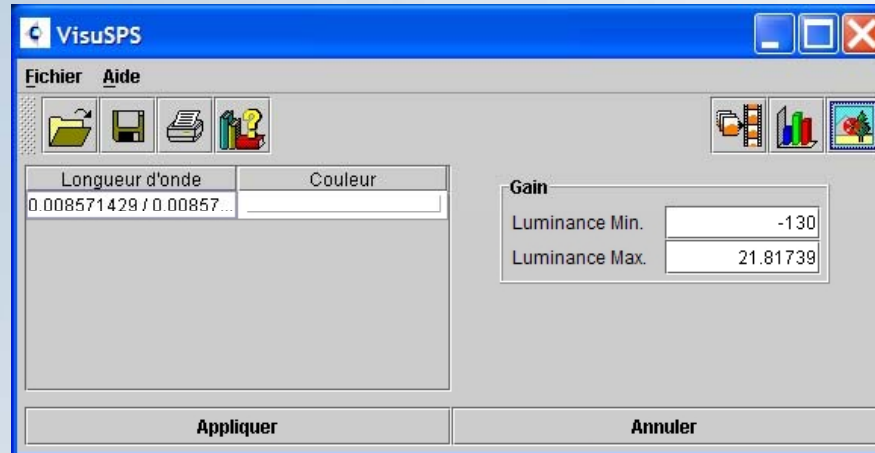 VisuSPS
Fichier Aide
Longueur d'onde Couleur
0.008571429 / 0.00857...
Gain
Luminance Min. -130
Luminance Max. 21.81739
Appliquer Annuler